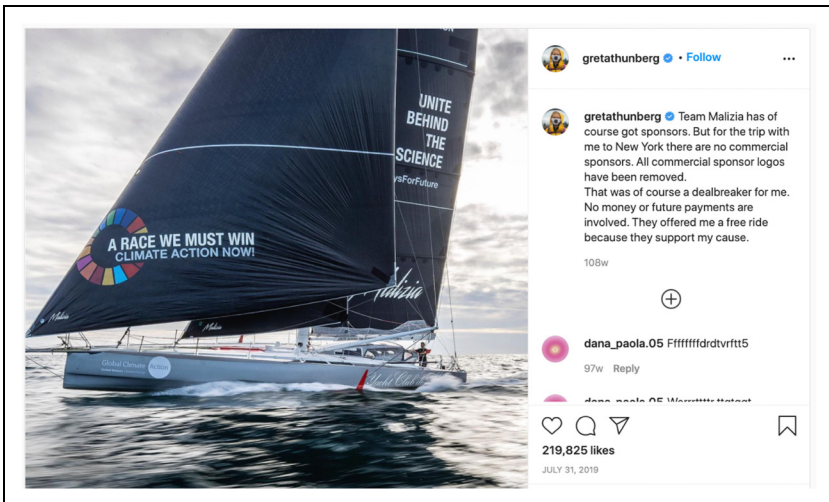 UNITE
BEHIND
THE
SCIENCE
ysForFuture
A RACE WE MUST WIN
CLIMATE ACTION NOW!
Malizia
Malizia
Malizia
Global Climate Action
gretathunberg • Follow
gretathunberg Team Malizia has of
course got sponsors. But for the trip with
me to New York there are no commercial
sponsors. All commercial sponsor logos
have been removed.
That was of course a dealbreaker for me.
No money or future payments are
involved. They offered me a free ride
because they support my cause.
108w
dana_paola.05 Ffffffffdrdtvrftt5
97w Reply
219,825 likes
JULY 31, 2019